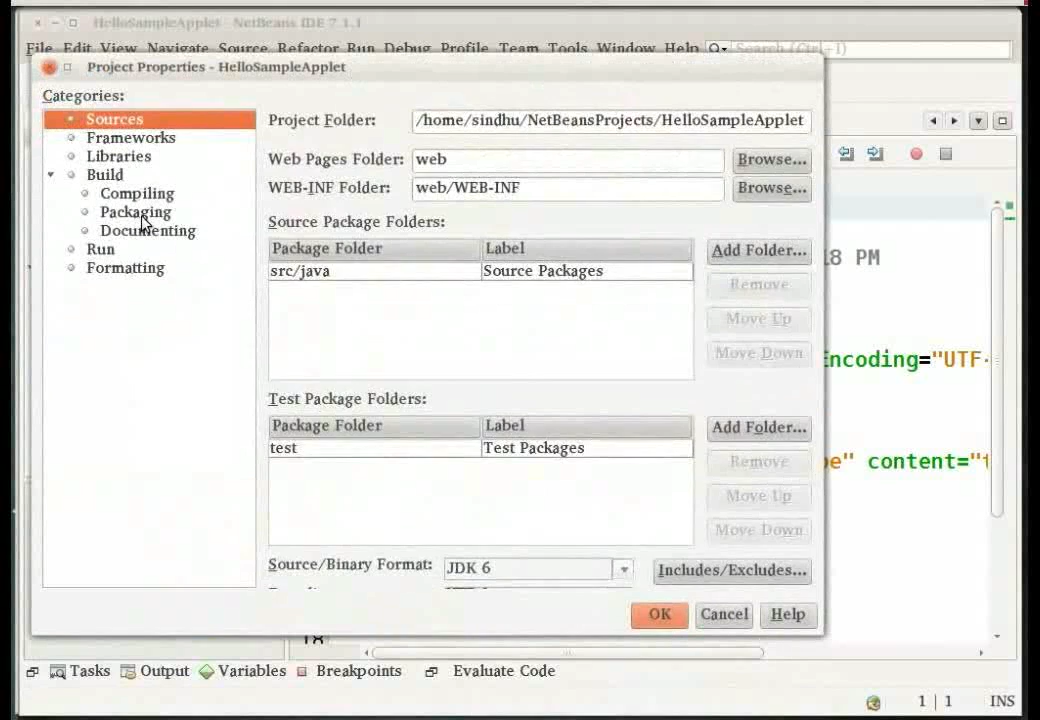 HelloSampleApplet - NetBeans IDE 7.1.1
File Edit View Navigate Source Refactor Run Debug Profile Team Tools Window Help Search (Ctrl+I)
Project Properties - HelloSampleApplet
Categories:
Sources
Frameworks
Libraries
Build
Compiling
Packaging
Documenting
Run
Formatting
Project Folder: /home/sindhu/NetBeansProjects/HelloSampleApplet
Web Pages Folder: web Browse...
WEB-INF Folder: web/WEB-INF Browse...
Source Package Folders:
Package Folder Label
src/java Source Packages
Add Folder...
Remove
Move Up
Move Down
Test Package Folders:
Package Folder Label
test Test Packages
Add Folder...
Remove
Move Up
Move Down
Source/Binary Format: JDK 6 Includes/Excludes...
OK Cancel Help
18 PM
Encoding="UTF-
pe" content="t
18
Tasks Output Variables Breakpoints Evaluate Code
1 | 1 INS